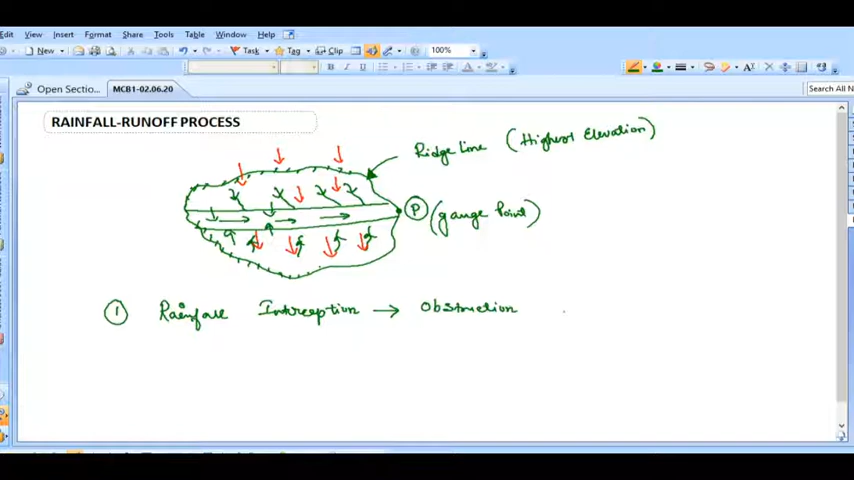 Edit View Insert Format Share Tools Table Window Help
New Task Tag Clip 100%
Open Sectio... MCB1-02.06.20 Search All N
RAINFALL-RUNOFF PROCESS
Ridge Line (Highest Elevation)
P (gauge Point)
1 Rainfall Interception → Obstruction